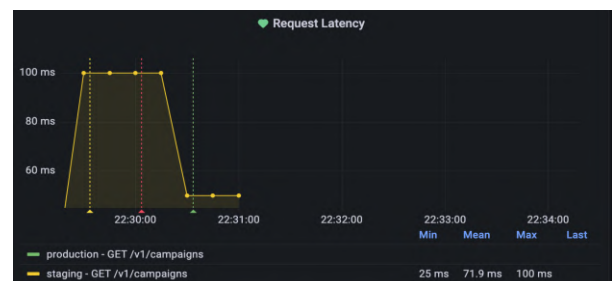 Request Latency
100 ms
80 ms
60 ms
22:30:00 22:31:00 22:32:00 22:33:00 22:34:00
Min Mean Max Last
production - GET /v1/campaigns
staging - GET /v1/campaigns 25 ms 71.9 ms 100 ms